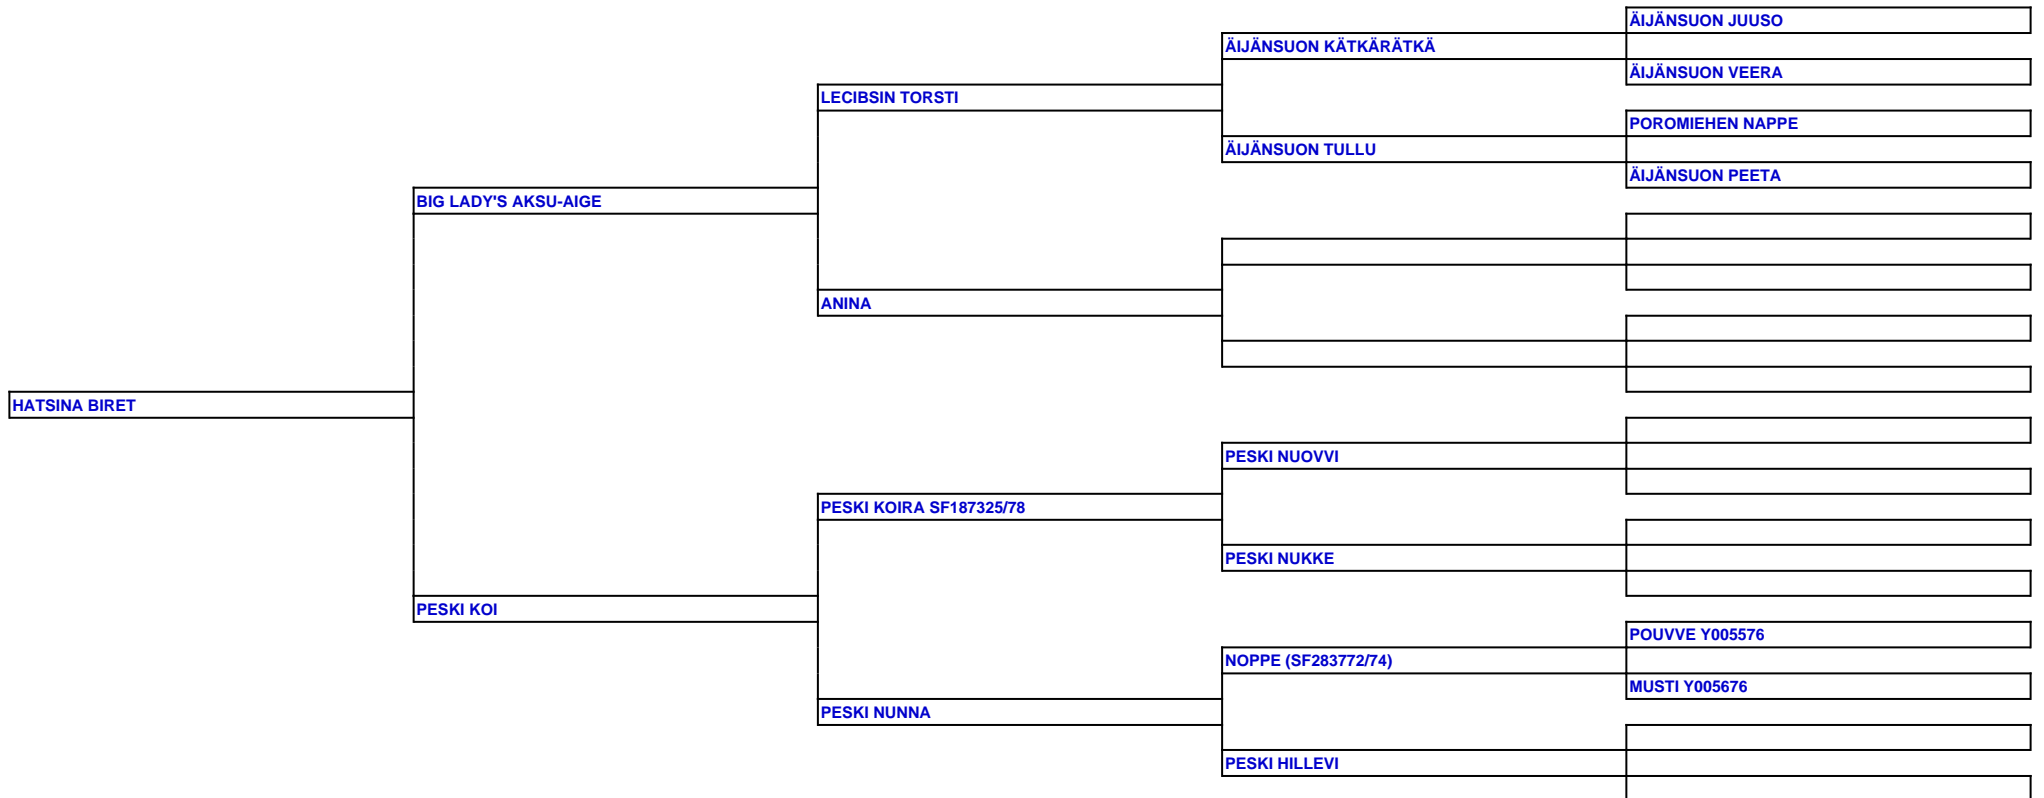 ÄIJÄNSUON JUUSO
ÄIJÄNSUON KÄTKÄRÄTKÄ
ÄIJÄNSUON VEERA
LECIBSIN TORSTI
POROMIEHEN NAPPE
ÄIJÄNSUON TULLU
ÄIJÄNSUON PEETA
BIG LADY'S AKSU-AIGE
ANINA
HATSINA BIRET
PESKI NUOVVI
PESKI KOIRA SF187325/78
PESKI NUKKE
PESKI KOI
POUVVE Y005576
NOPPE (SF283772/74)
MUSTI Y005676
PESKI NUNNA
PESKI HILLEVI